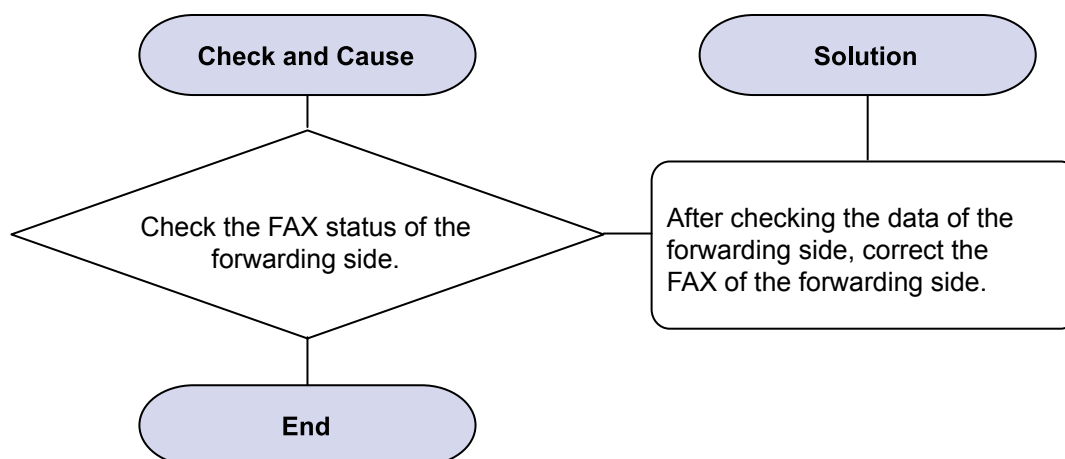 Check and Cause
Solution
Check the FAX status of the
forwarding side.
After checking the data of the
forwarding side, correct the
FAX of the forwarding side.
End